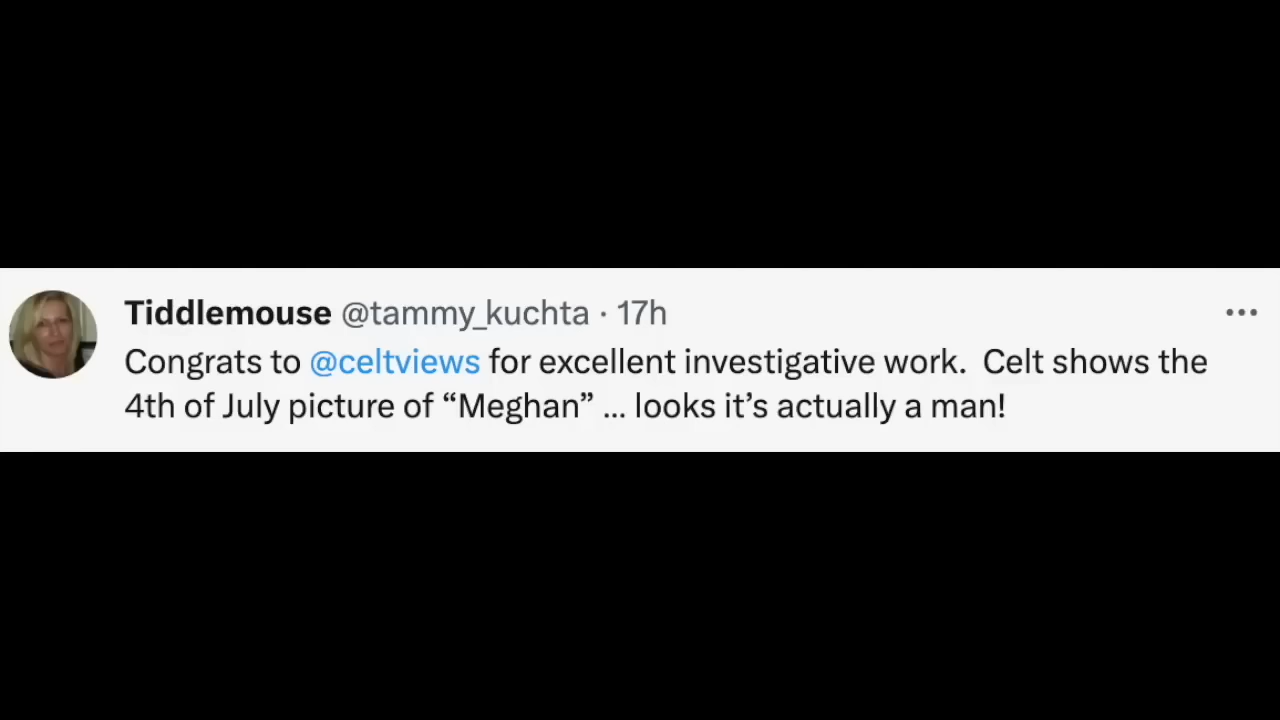 Tiddlemouse @tammy_kuchta · 17h
Congrats to @celtviews for excellent investigative work.  Celt shows the
4th of July picture of “Meghan” ... looks it’s actually a man!